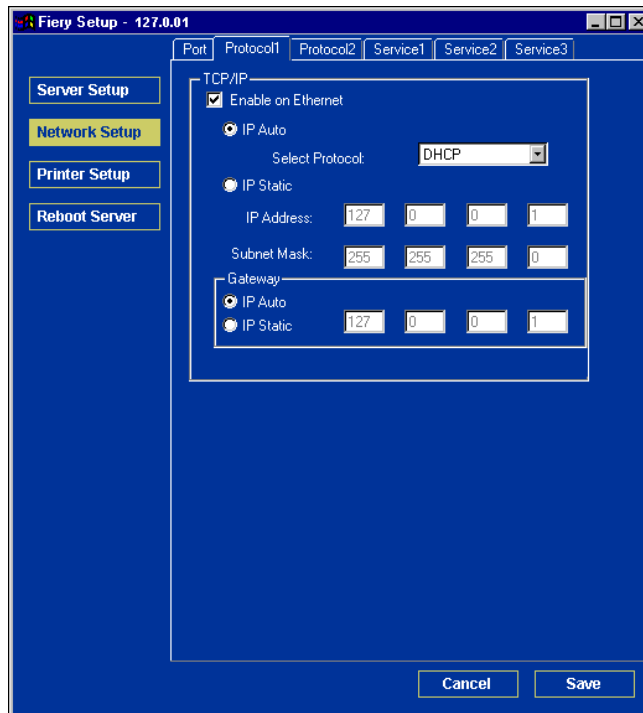 Fiery Setup - 127.0.01
Port Protocol1 Protocol2 Service1 Service2 Service3
Server Setup
Network Setup
Printer Setup
Reboot Server
TCP/IP
Enable on Ethernet
IP Auto
Select Protocol: DHCP
IP Static
IP Address: 127 0 0 1
Subnet Mask: 255 255 255 0
Gateway
IP Auto
IP Static 127 0 0 1
Cancel Save